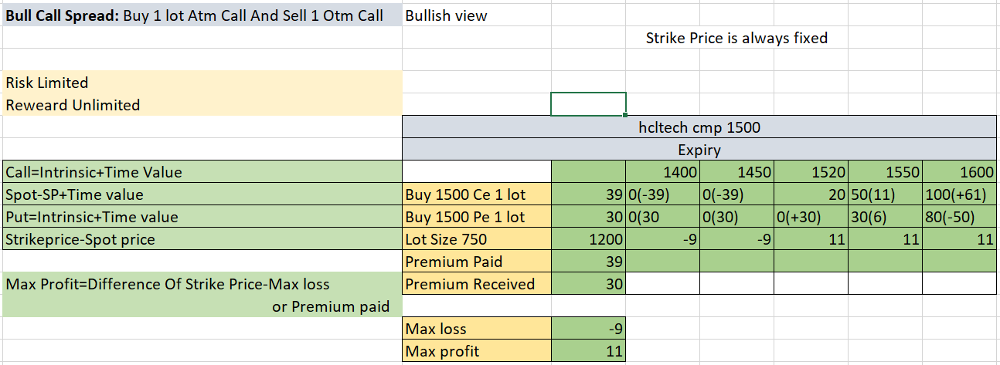 Bull Call Spread: Buy 1 lot Atm Call And Sell 1 Otm Call Bullish view
Strike Price is always fixed
Risk Limited
Reweard Unlimited
hcltech cmp 1500
Expiry
Call=Intrinsic+Time Value 1400 1450 1520 1550 1600
Spot-SP+Time value Buy 1500 Ce 1 lot 39 0(-39) 0(-39) 20 50(11) 100(+61)
Put=Intrinsic+Time value Buy 1500 Pe 1 lot 30 0(30 0(30) 0(+30) 30(6) 80(-50)
Strikeprice-Spot price Lot Size 750 1200 -9 -9 11 11 11
Premium Paid 39
Max Profit=Difference Of Strike Price-Max loss Premium Received 30
or Premium paid
Max loss -9
Max profit 11